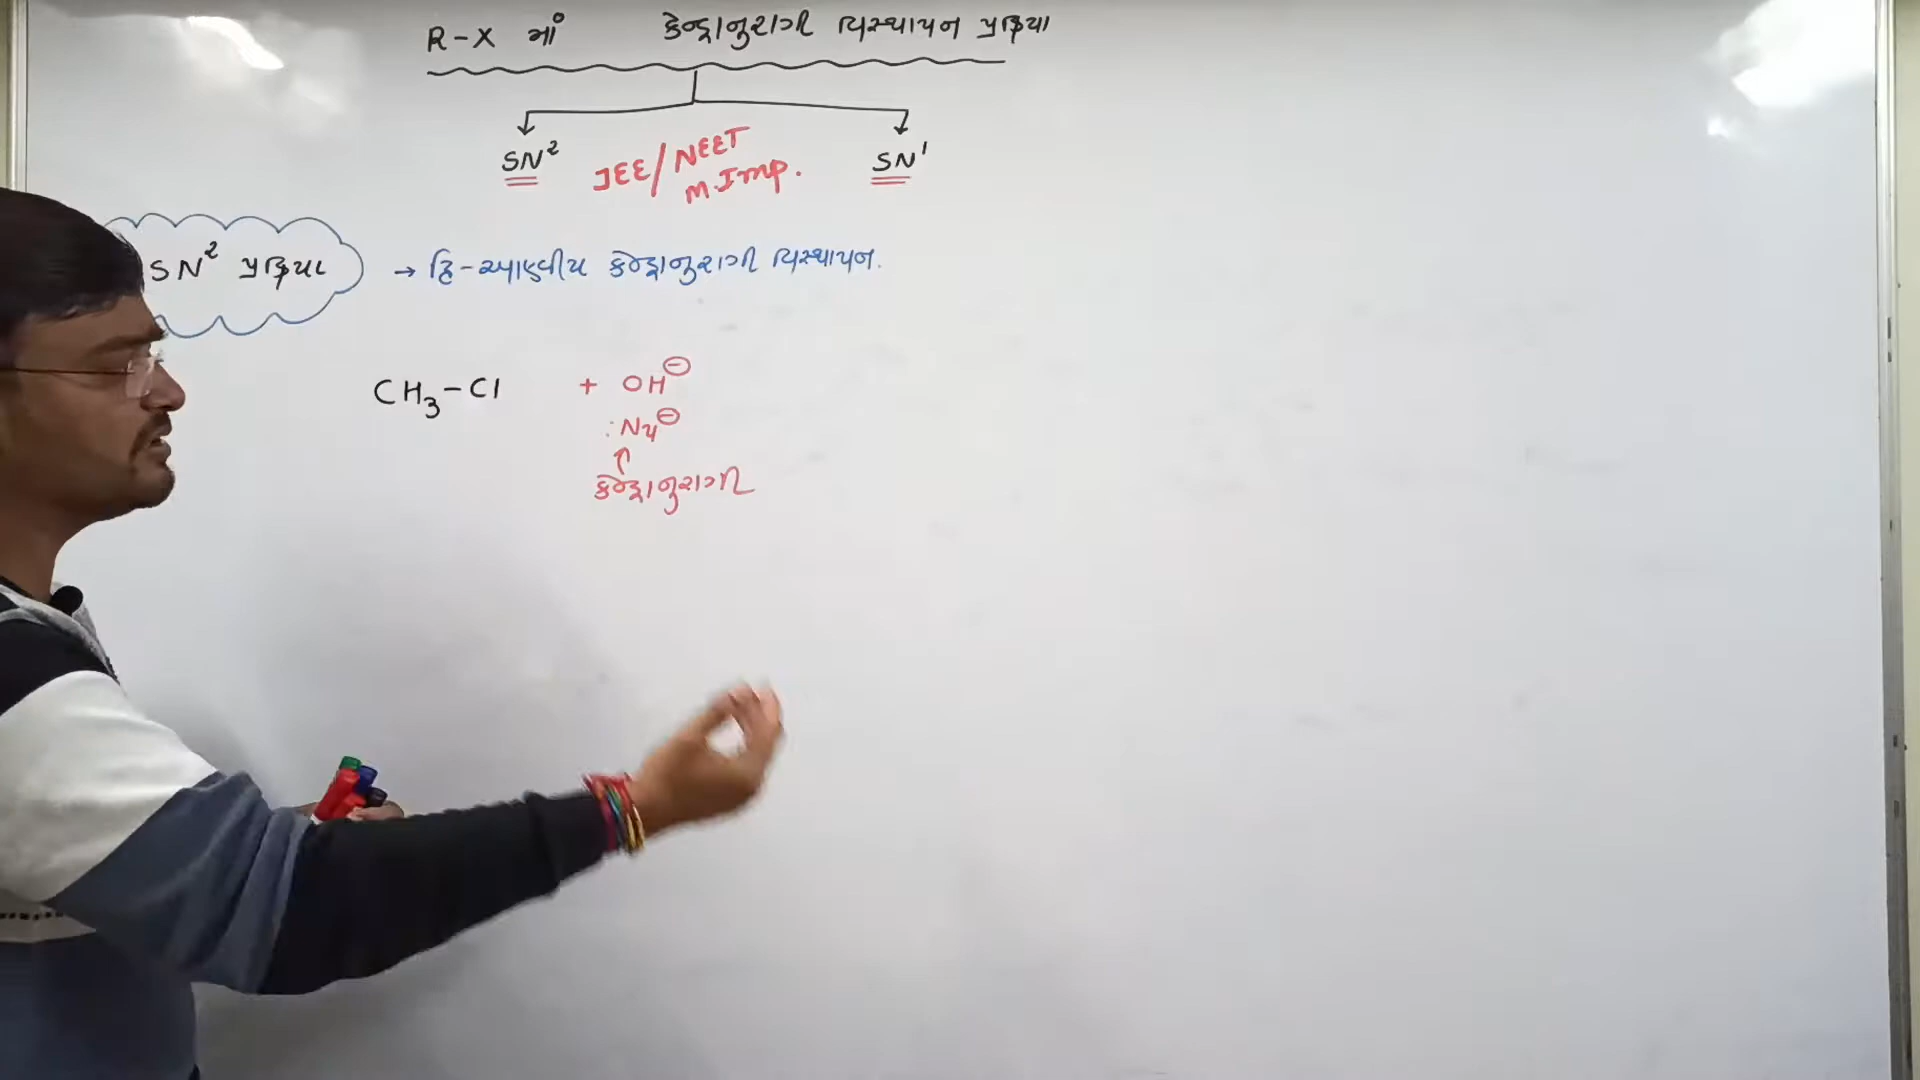 R-X માં કેન્દ્રાનુરાગી વિસ્થાપન પ્રક્રિયા
SN² SN¹
JEE/NEET
M.Imp.
SN² પ્રક્રિયા → દ્વિ-આણ્વીય કેન્દ્રાનુરાગી વિસ્થાપન.
CH₃-Cl + OH⊖
:Nu⊖
↑
કેન્દ્રાનુરાગી